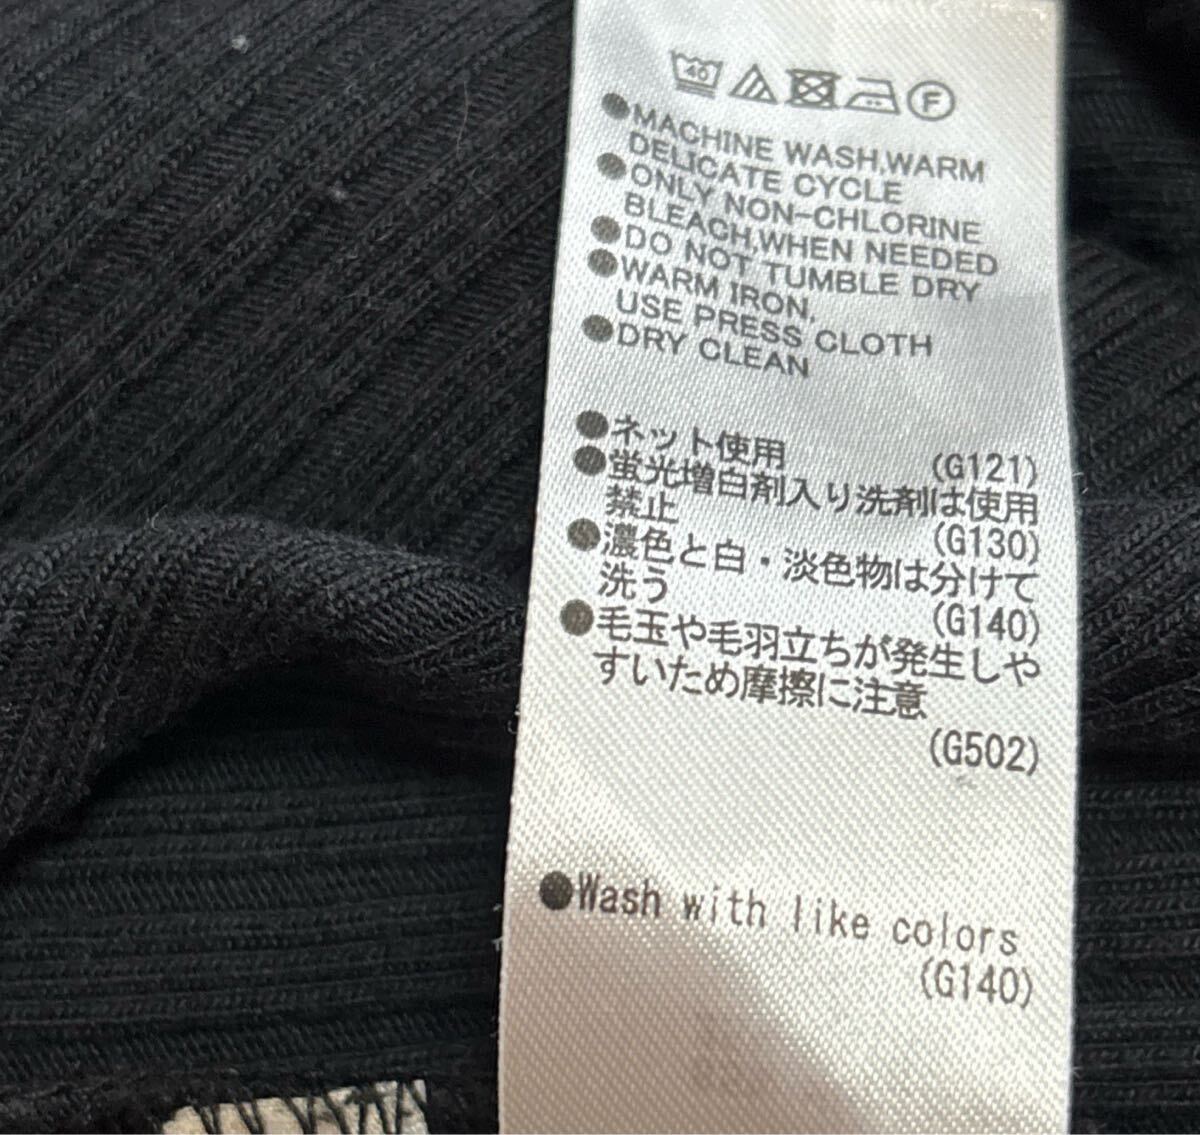 40 F
●MACHINE WASH,WARM
DELICATE CYCLE
●ONLY NON-CHLORINE
BLEACH,WHEN NEEDED
●DO NOT TUMBLE DRY
●WARM IRON,
USE PRESS CLOTH
●DRY CLEAN
●ネット使用
(G121)
●蛍光増白剤入り洗剤は使用
禁止
(G130)
●濃色と白・淡色物は分けて
洗う
(G140)
●毛玉や毛羽立ちが発生しや
すいため摩擦に注意
(G502)
●Wash with like colors
(G140)